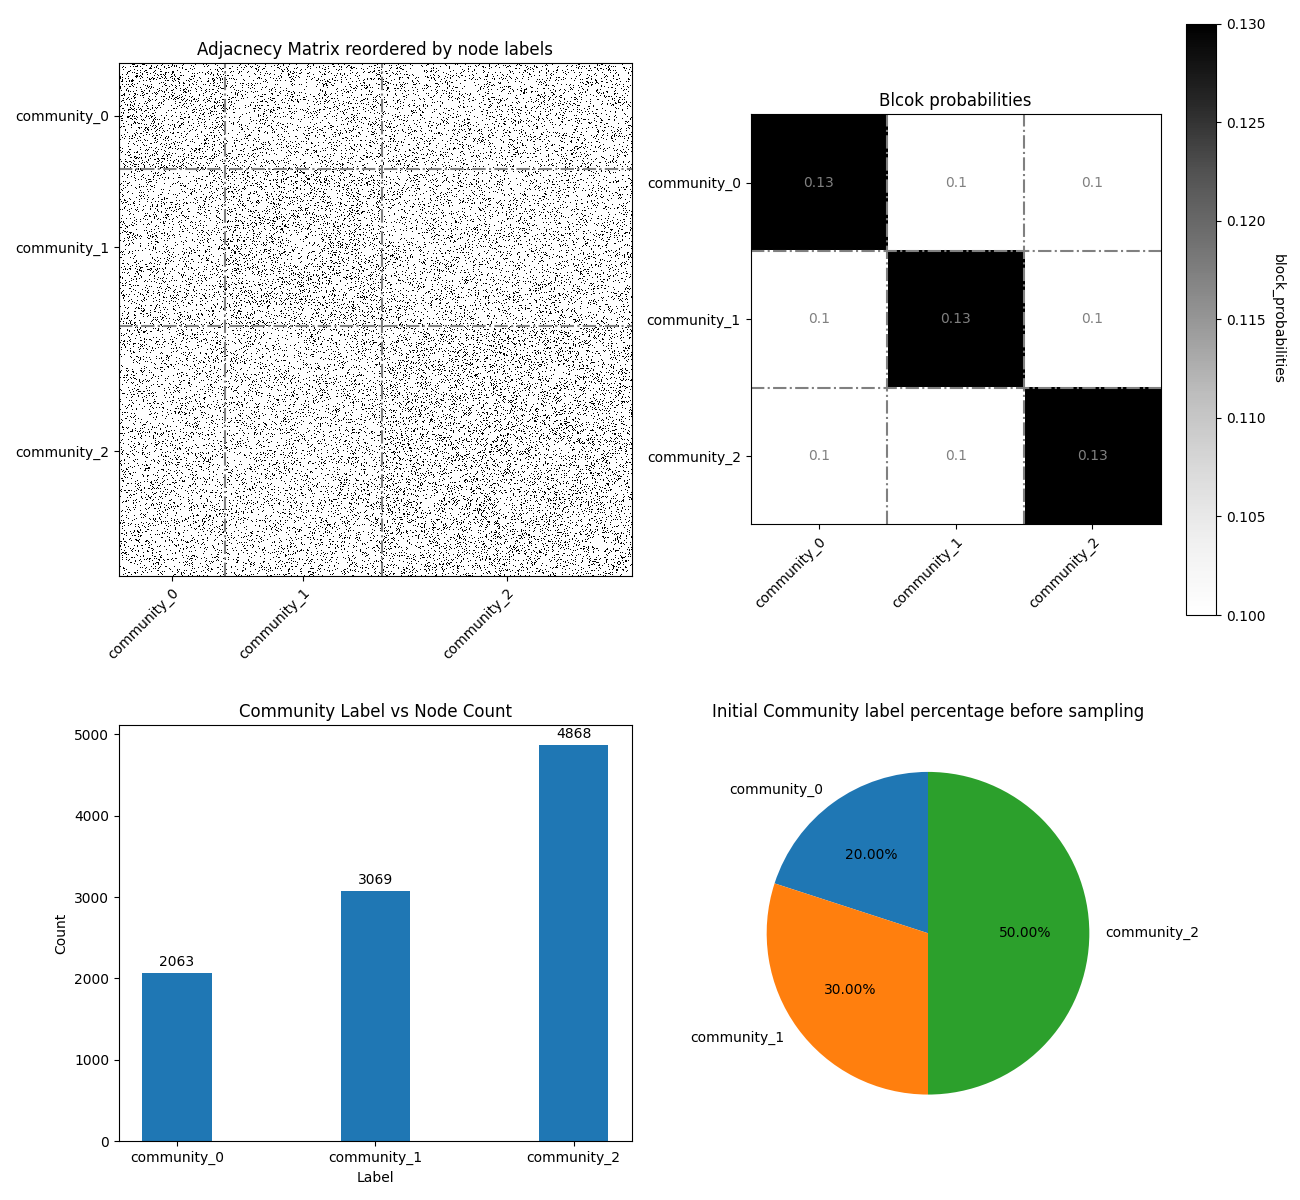 Adjacnecy Matrix reordered by node labels
community_0
community_1
community_2
community_0
community_1
community_2
Blcok probabilities
community_0
community_1
community_2
0.13
0.1
0.1
0.1
0.13
0.1
0.1
0.1
0.13
community_0
community_1
community_2
0.130
0.125
0.120
0.115
0.110
0.105
0.100
block_probabilities
Community Label vs Node Count
5000
4000
3000
2000
1000
0
Count
2063
3069
4868
community_0
community_1
community_2
Label
Initial Community label percentage before sampling
community_0
20.00%
community_1
30.00%
community_2
50.00%